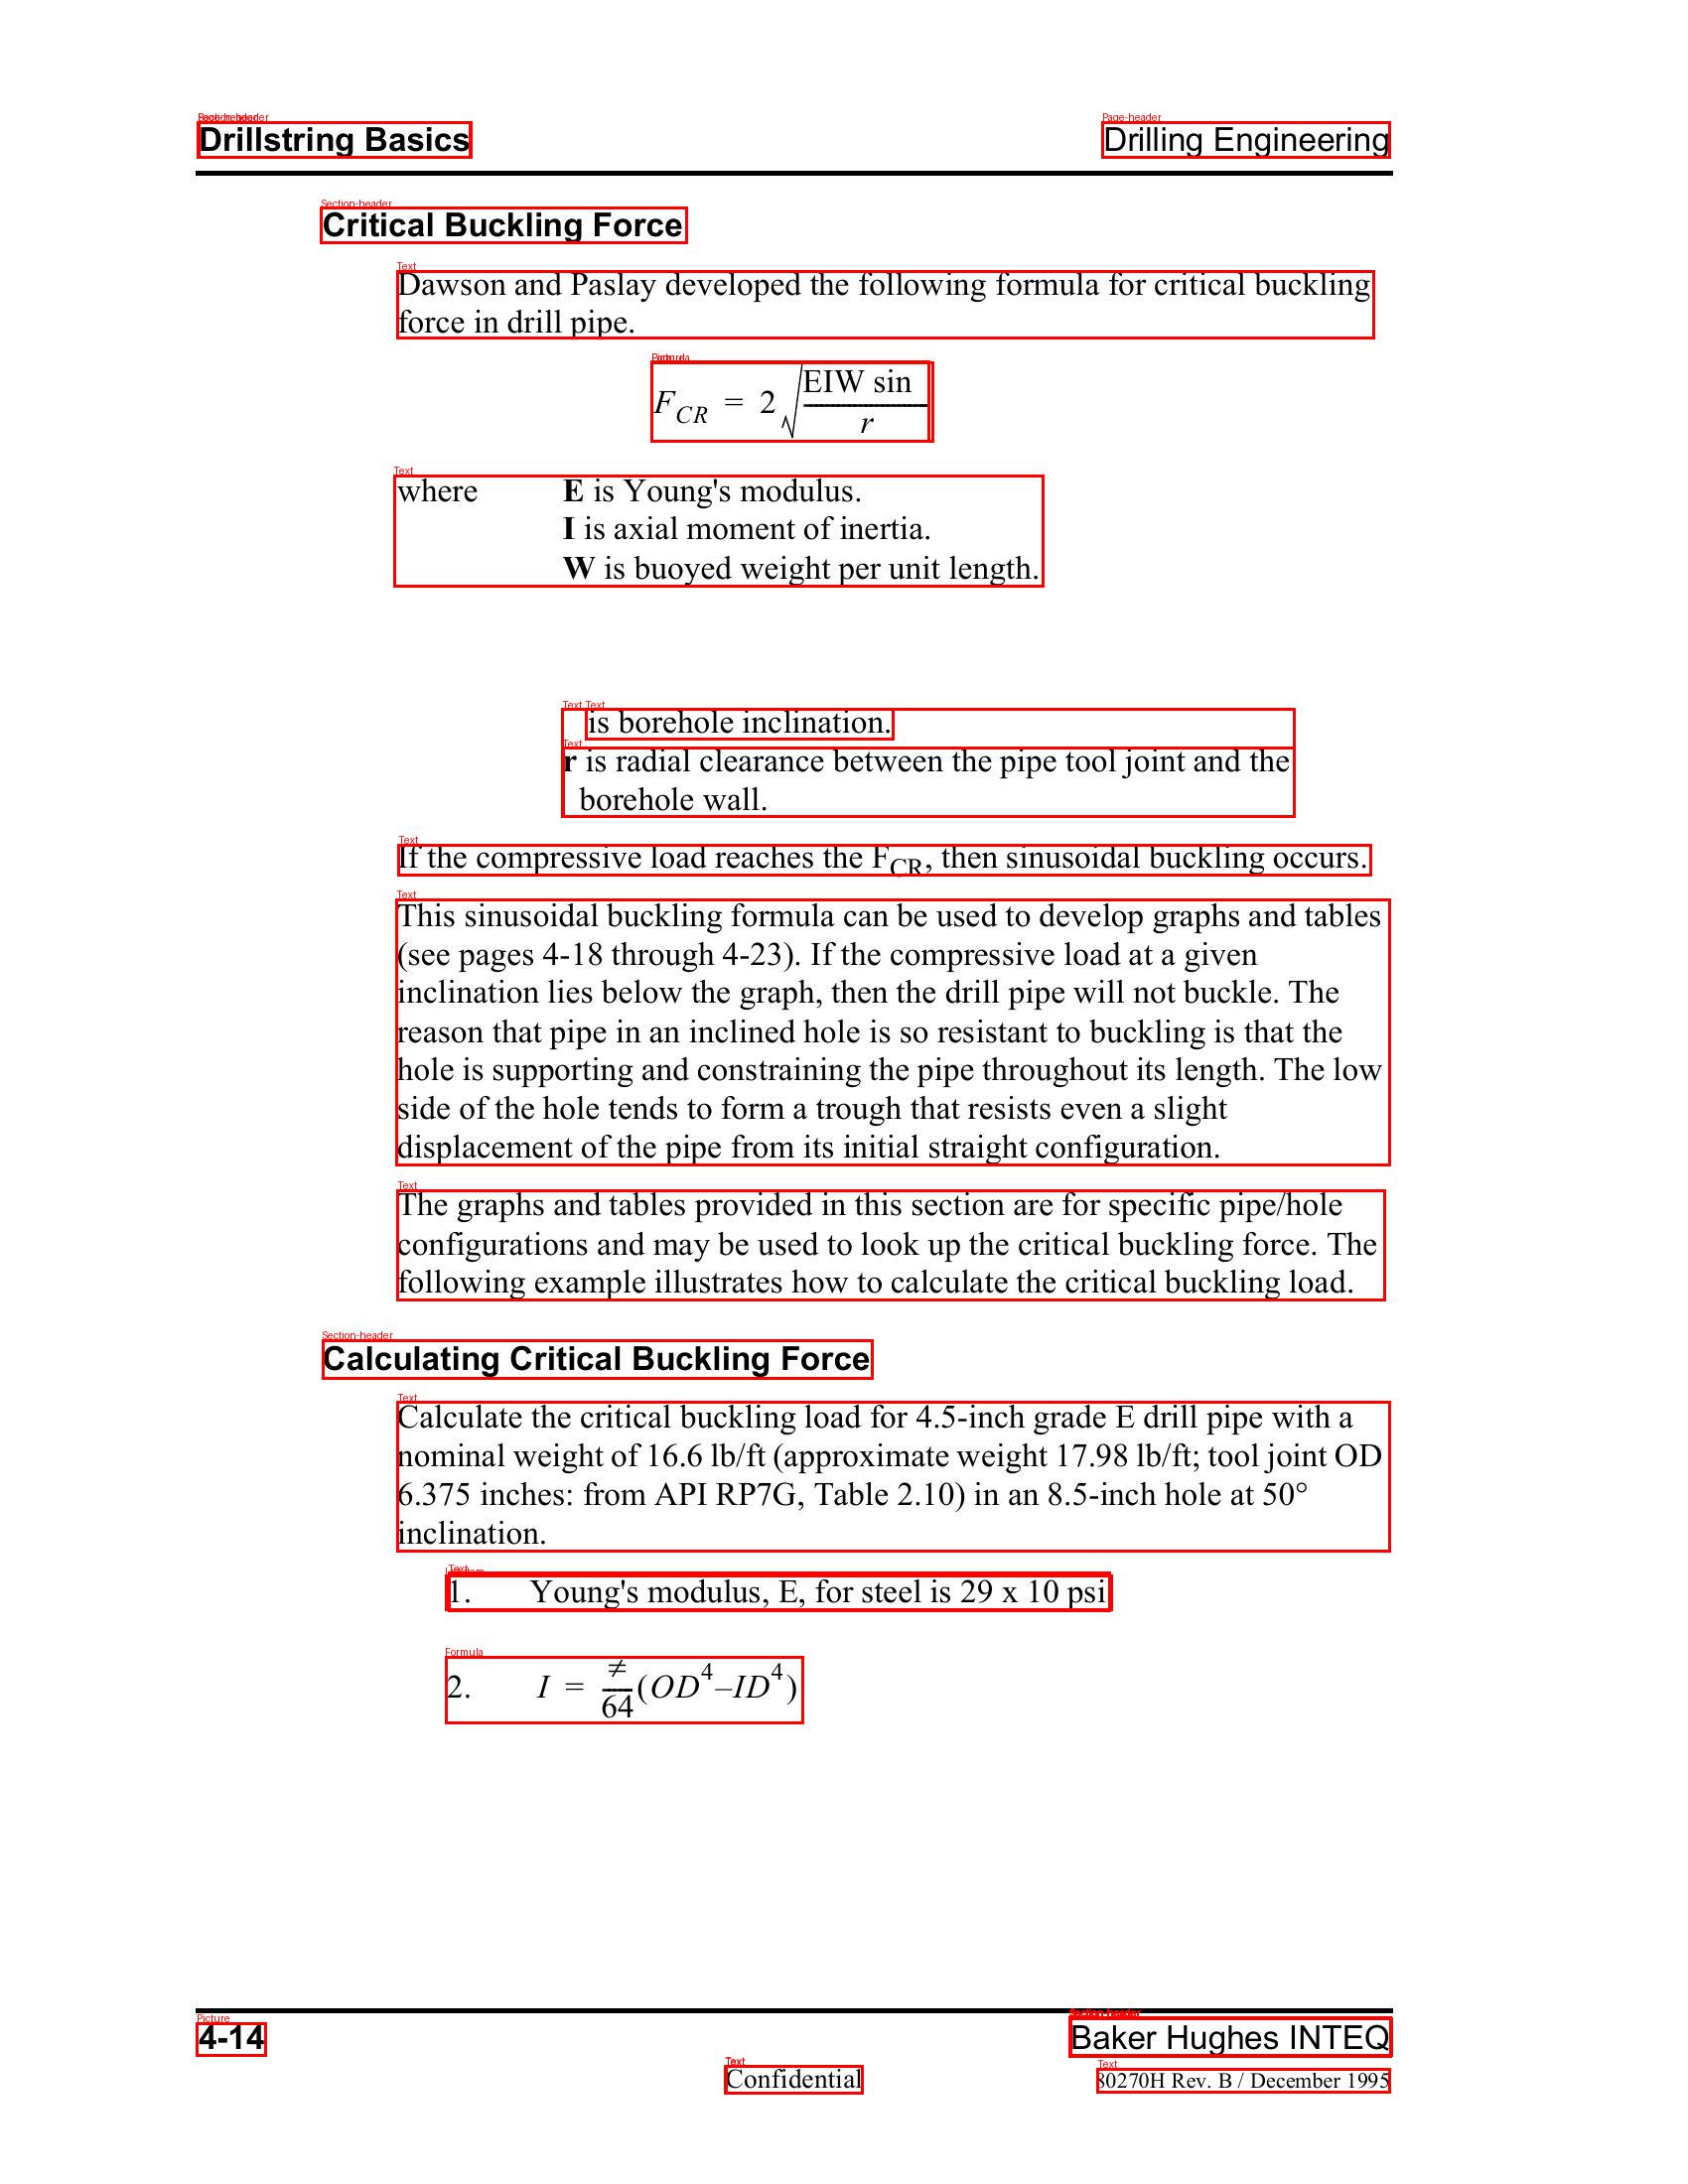 Drillstring Basics
Drilling Engineering
Critical Buckling Force
Dawson and Paslay developed the following formula for critical buckling
force in drill pipe.
F_CR = 2√(EIW sin / r)
where E is Young's modulus.
I is axial moment of inertia.
W is buoyed weight per unit length.
is borehole inclination.
r is radial clearance between the pipe tool joint and the
borehole wall.
If the compressive load reaches the F_CR, then sinusoidal buckling occurs.
This sinusoidal buckling formula can be used to develop graphs and tables
(see pages 4-18 through 4-23). If the compressive load at a given
inclination lies below the graph, then the drill pipe will not buckle. The
reason that pipe in an inclined hole is so resistant to buckling is that the
hole is supporting and constraining the pipe throughout its length. The low
side of the hole tends to form a trough that resists even a slight
displacement of the pipe from its initial straight configuration.
The graphs and tables provided in this section are for specific pipe/hole
configurations and may be used to look up the critical buckling force. The
following example illustrates how to calculate the critical buckling load.
Calculating Critical Buckling Force
Calculate the critical buckling load for 4.5-inch grade E drill pipe with a
nominal weight of 16.6 lb/ft (approximate weight 17.98 lb/ft; tool joint OD
6.375 inches: from API RP7G, Table 2.10) in an 8.5-inch hole at 50°
inclination.
1. Young's modulus, E, for steel is 29 x 10 psi
2. I = ≠/64 (OD⁴–ID⁴)
4-14
Baker Hughes INTEQ
Confidential
80270H Rev. B / December 1995